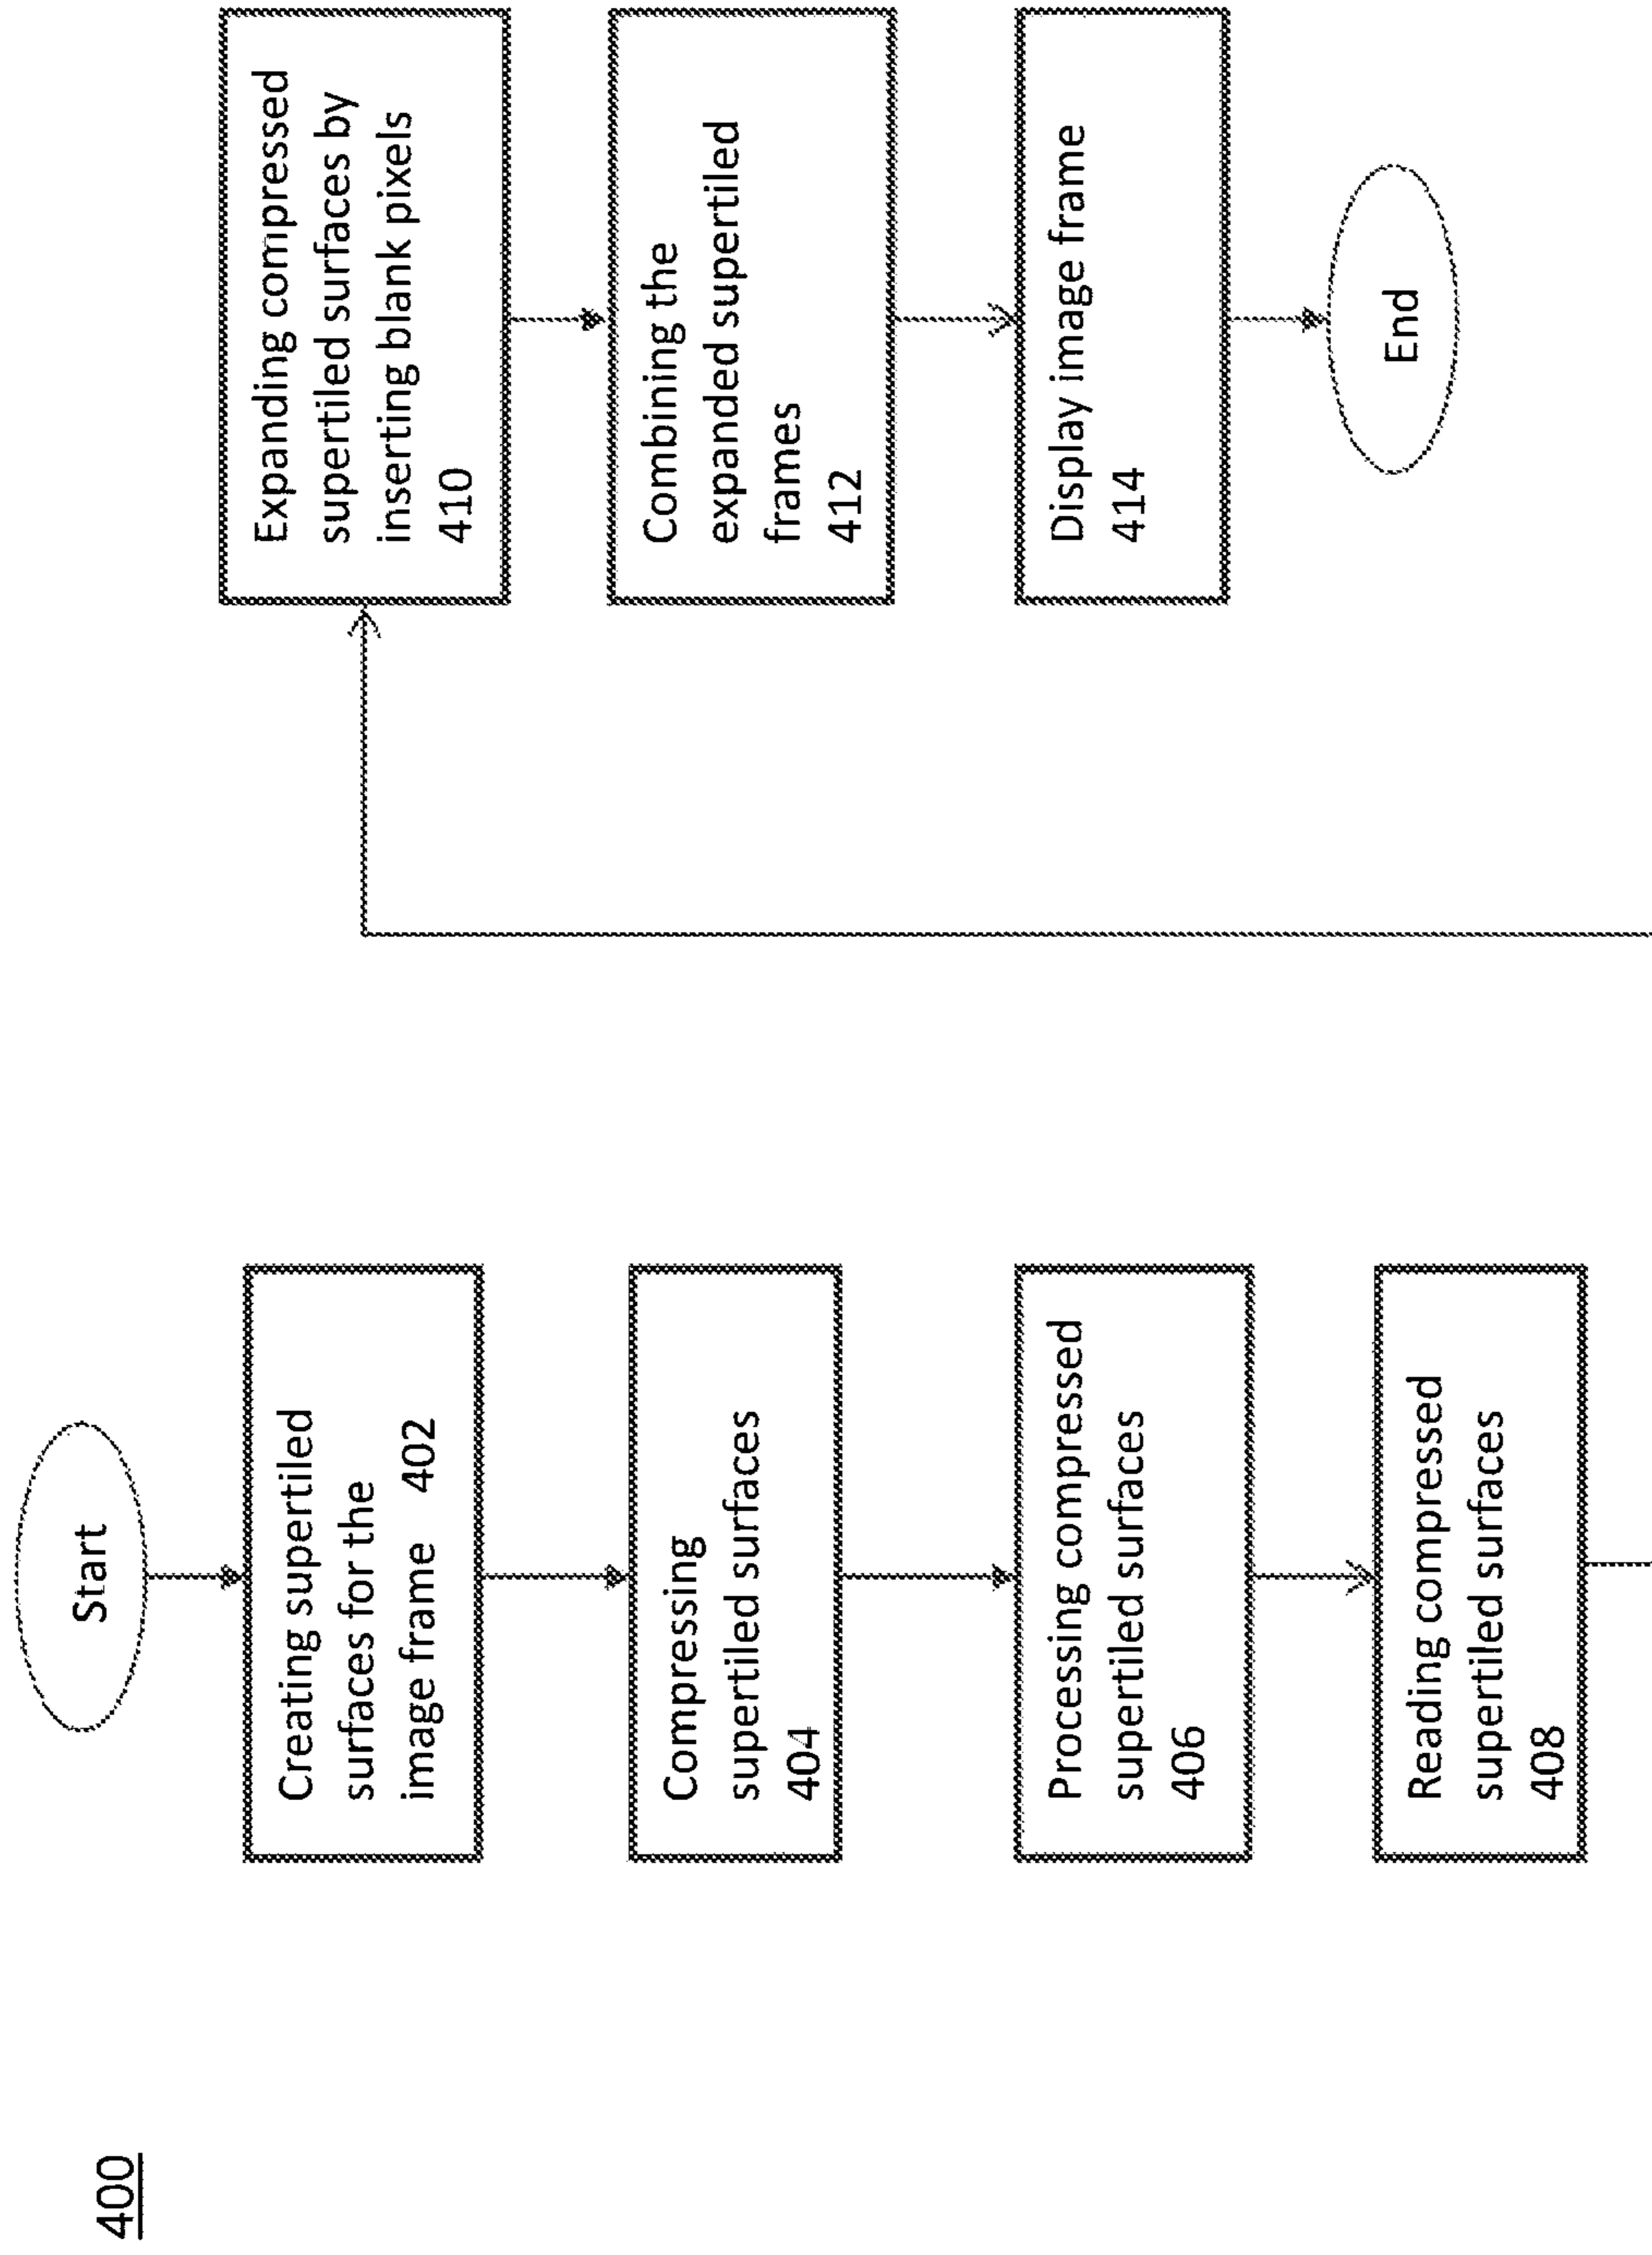 400
Start
Creating supertiled
surfaces for the
image frame 402
Compressing
supertiled surfaces
404
Processing compressed
supertiled surfaces
406
Reading compressed
supertiled surfaces
408
Expanding compressed
supertiled surfaces by
inserting blank pixels
410
Combining the
expanded supertiled
frames
412
Display image frame
414
End